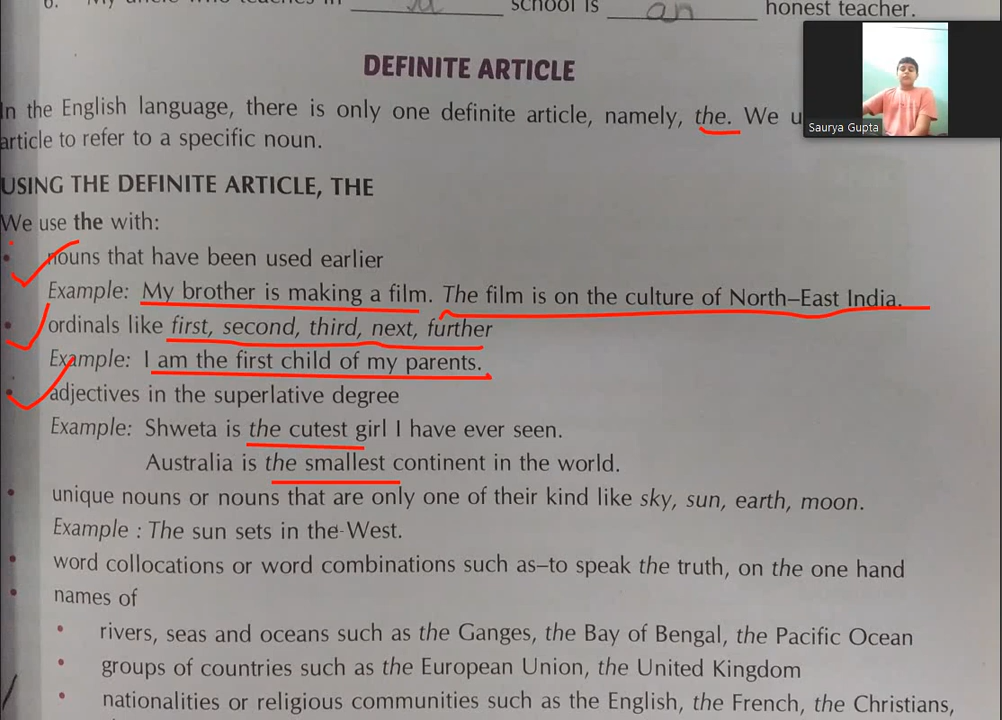 school is an honest teacher.
DEFINITE ARTICLE
In the English language, there is only one definite article, namely, the. We u
Saurya Gupta
article to refer to a specific noun.
USING THE DEFINITE ARTICLE, THE
We use the with:
• nouns that have been used earlier
Example: My brother is making a film. The film is on the culture of North–East India.
• ordinals like first, second, third, next, further
Example: I am the first child of my parents.
• adjectives in the superlative degree
Example: Shweta is the cutest girl I have ever seen.
Australia is the smallest continent in the world.
• unique nouns or nouns that are only one of their kind like sky, sun, earth, moon.
Example : The sun sets in the West.
• word collocations or word combinations such as–to speak the truth, on the one hand
• names of
• rivers, seas and oceans such as the Ganges, the Bay of Bengal, the Pacific Ocean
• groups of countries such as the European Union, the United Kingdom
• nationalities or religious communities such as the English, the French, the Christians,